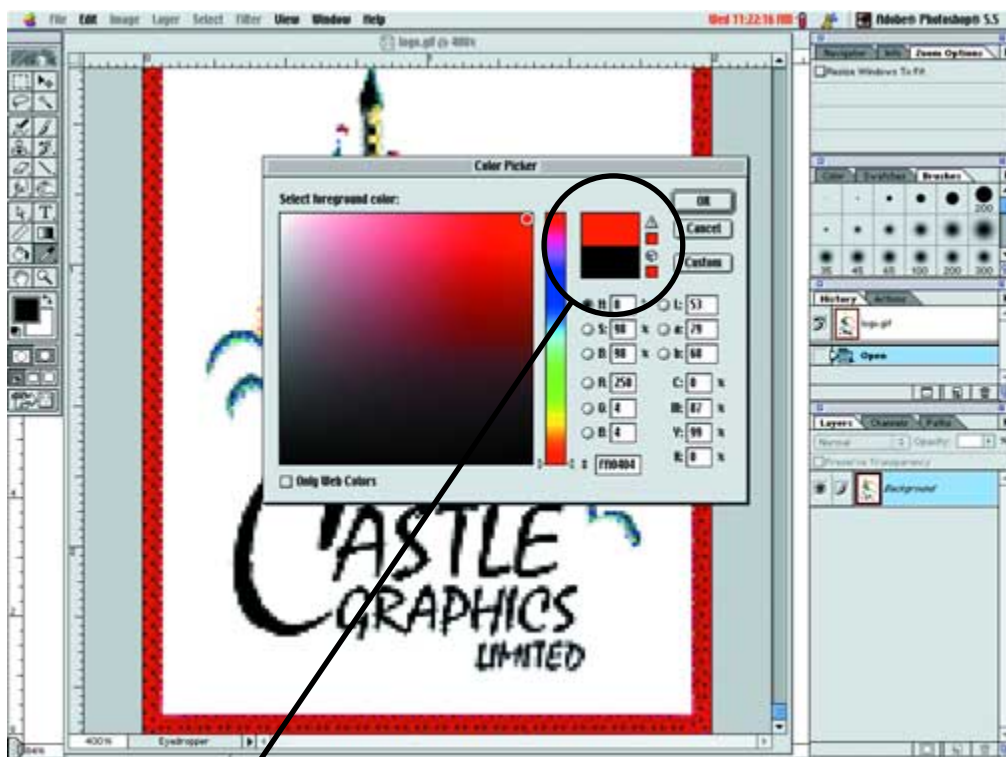 File Edit Image Layer Select Filter View Window Help
Wed 11:22:16 AM
Adobe® Photoshop® 5.5
logo.gif @ 400%
Navigator Info Zoom Options
Resize Windows To Fit
Color Picker
Select foreground color:
OK
Cancel
Custom
H: 0 °
S: 98 %
B: 98 %
R: 250
G: 4
B: 4
L: 53
a: 79
b: 68
C: 0 %
M: 87 %
Y: 99 %
K: 0 %
Only Web Colors
Color Swatches Brushes
200
35 45 65 100 200 300
History Actions
logo.gif
Open
Layers Channels Paths
Normal Opacity: %
Preserve Transparency
Background
CASTLE
GRAPHICS
LIMITED
400% Eyedropper